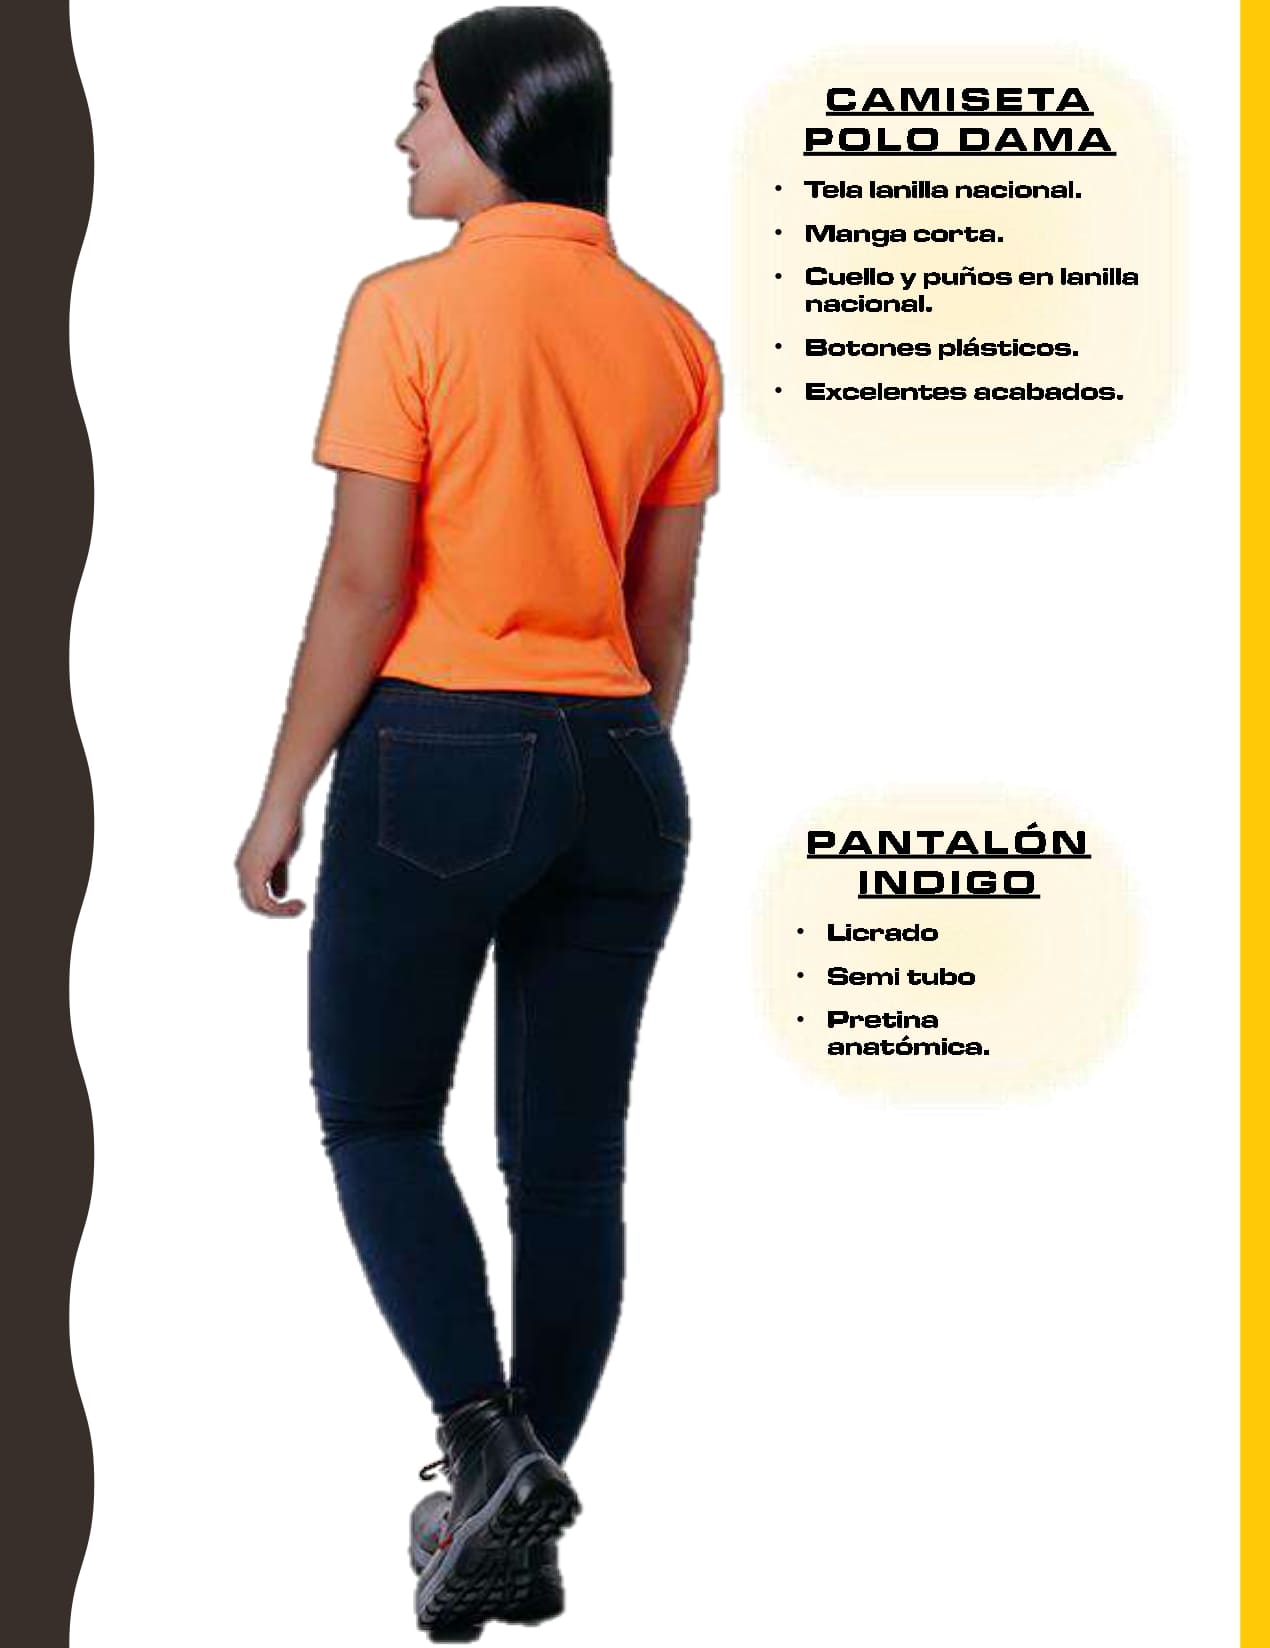 CAMISETA
POLO DAMA
• Tela lanilla nacional.
• Manga corta.
• Cuello y puños en lanilla
nacional.
• Botones plásticos.
• Excelentes acabados.
PANTALÓN
INDIGO
• Licrado
• Semi tubo
• Pretina
anatómica.